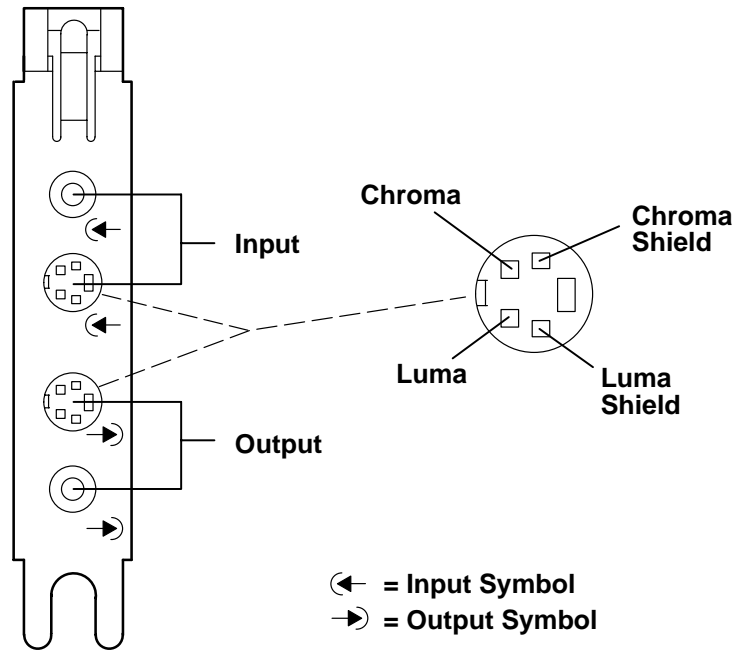 Chroma
Chroma
Shield
Input
Luma
Luma
Shield
Output
= Input Symbol
= Output Symbol